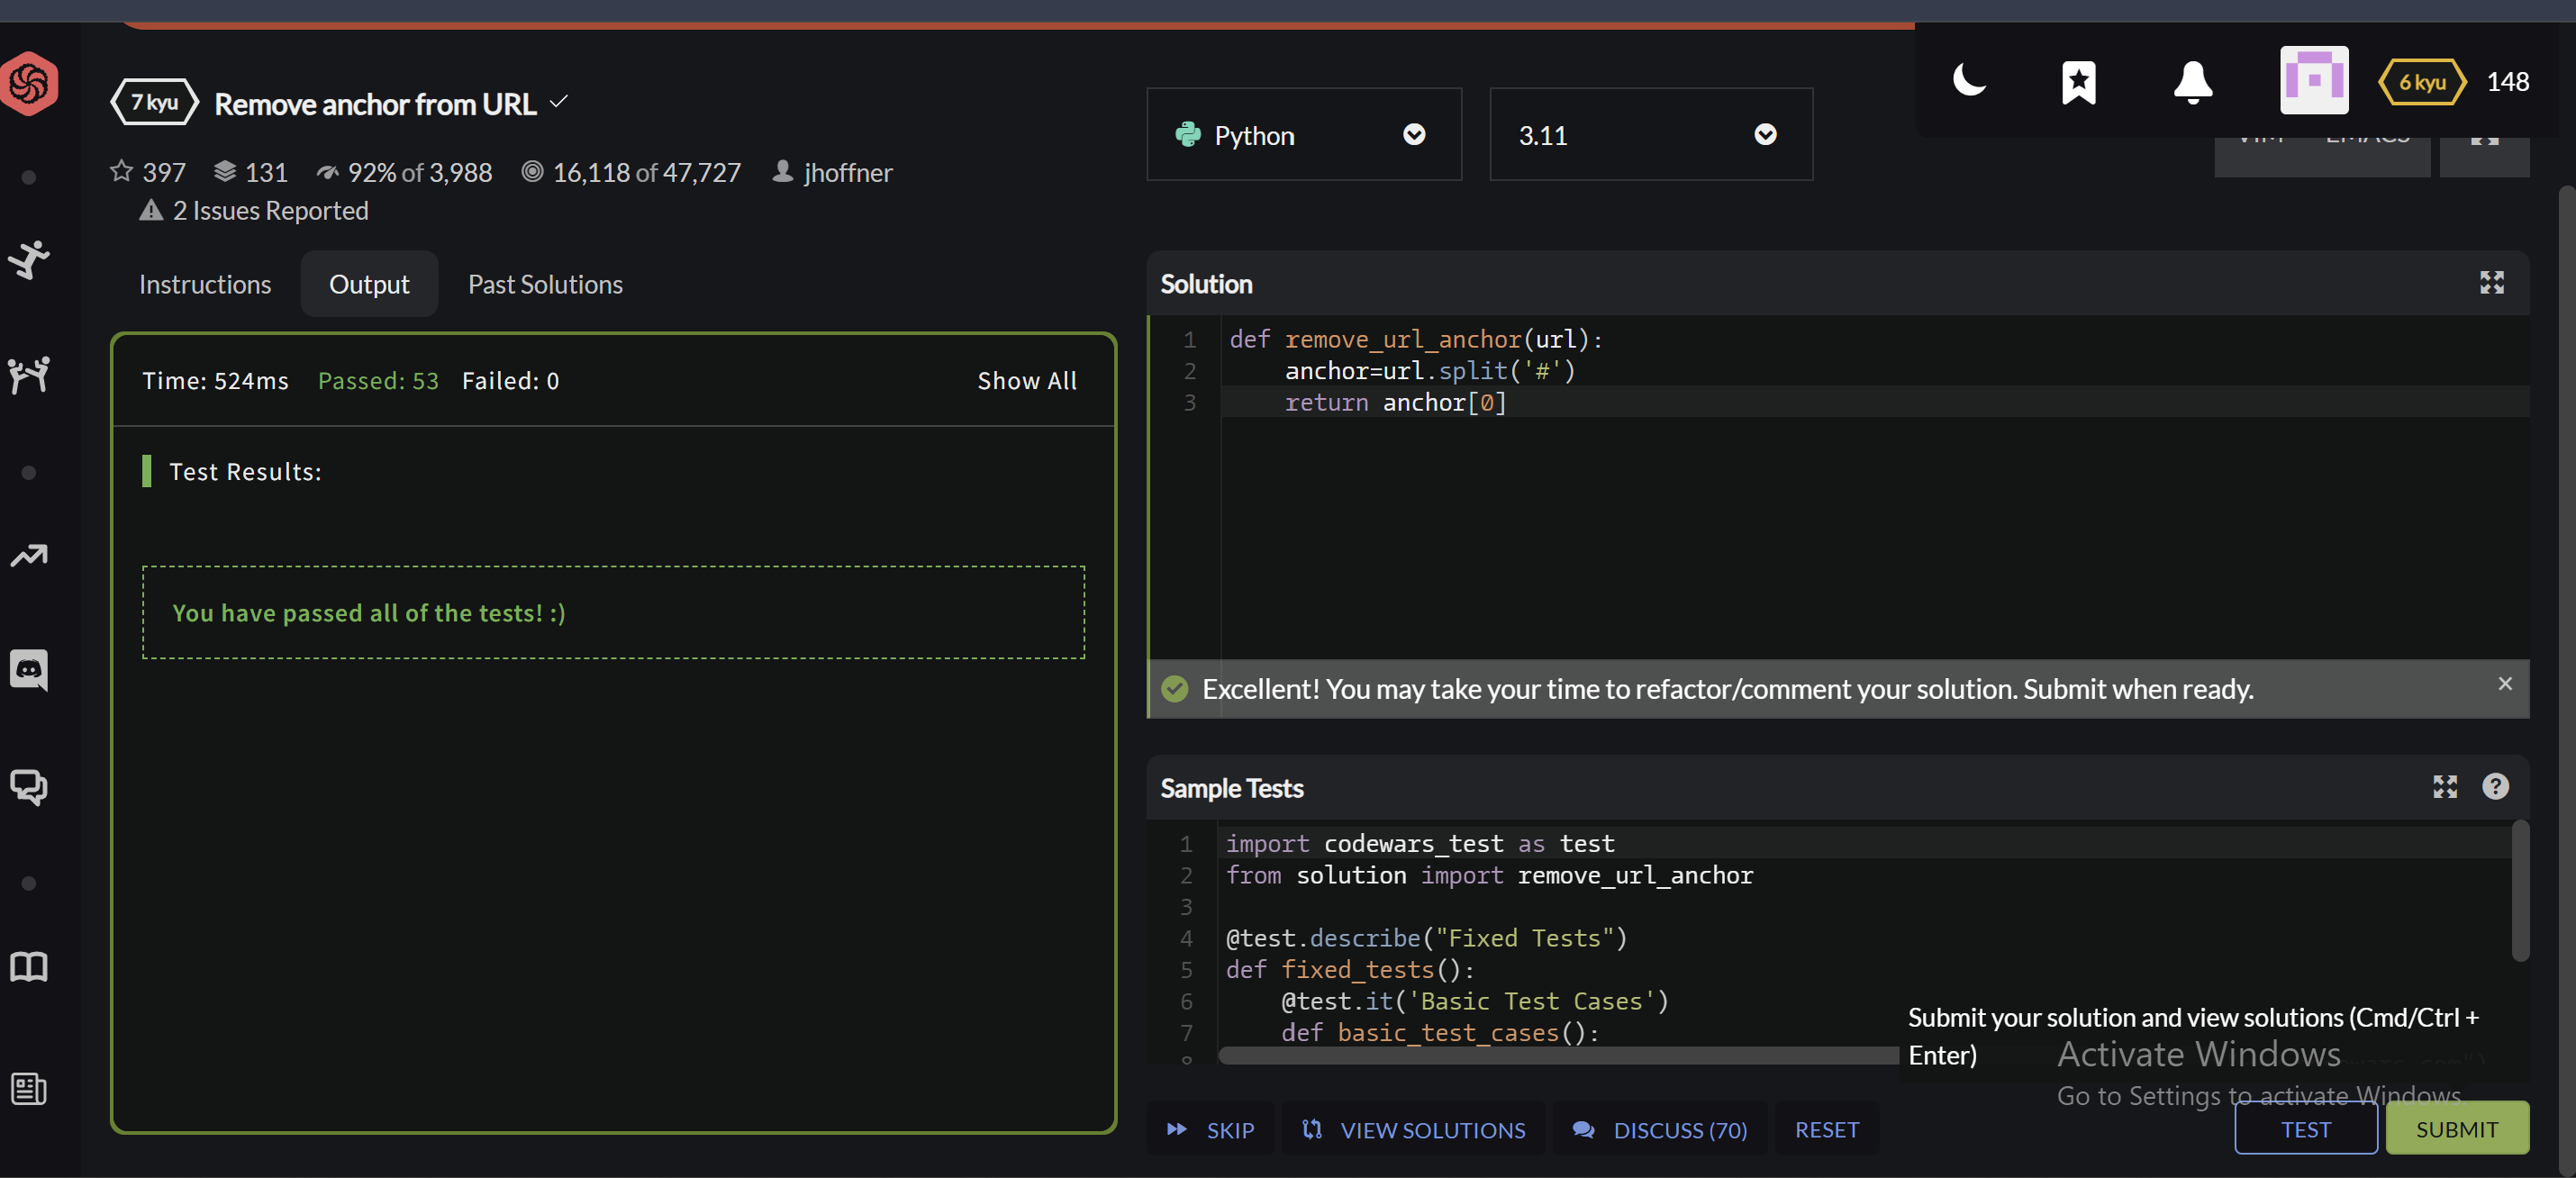 7 kyu Remove anchor from URL
397 131 92% of 3,988 16,118 of 47,727 jhoffner
2 Issues Reported
Python
3.11
6 kyu 148
VIM EMACS
Instructions Output Past Solutions
Time: 524ms Passed: 53 Failed: 0 Show All
Test Results:
You have passed all of the tests! :)
Solution
1 def remove_url_anchor(url):
2 anchor=url.split('#')
3 return anchor[0]
Excellent! You may take your time to refactor/comment your solution. Submit when ready. ×
Sample Tests ?
1 import codewars_test as test
2 from solution import remove_url_anchor
3
4 @test.describe("Fixed Tests")
5 def fixed_tests():
6 @test.it('Basic Test Cases')
7 def basic_test_cases():
8
Submit your solution and view solutions (Cmd/Ctrl +
Enter)
Activate Windows
Go to Settings to activate Windows.
SKIP VIEW SOLUTIONS DISCUSS (70) RESET TEST SUBMIT